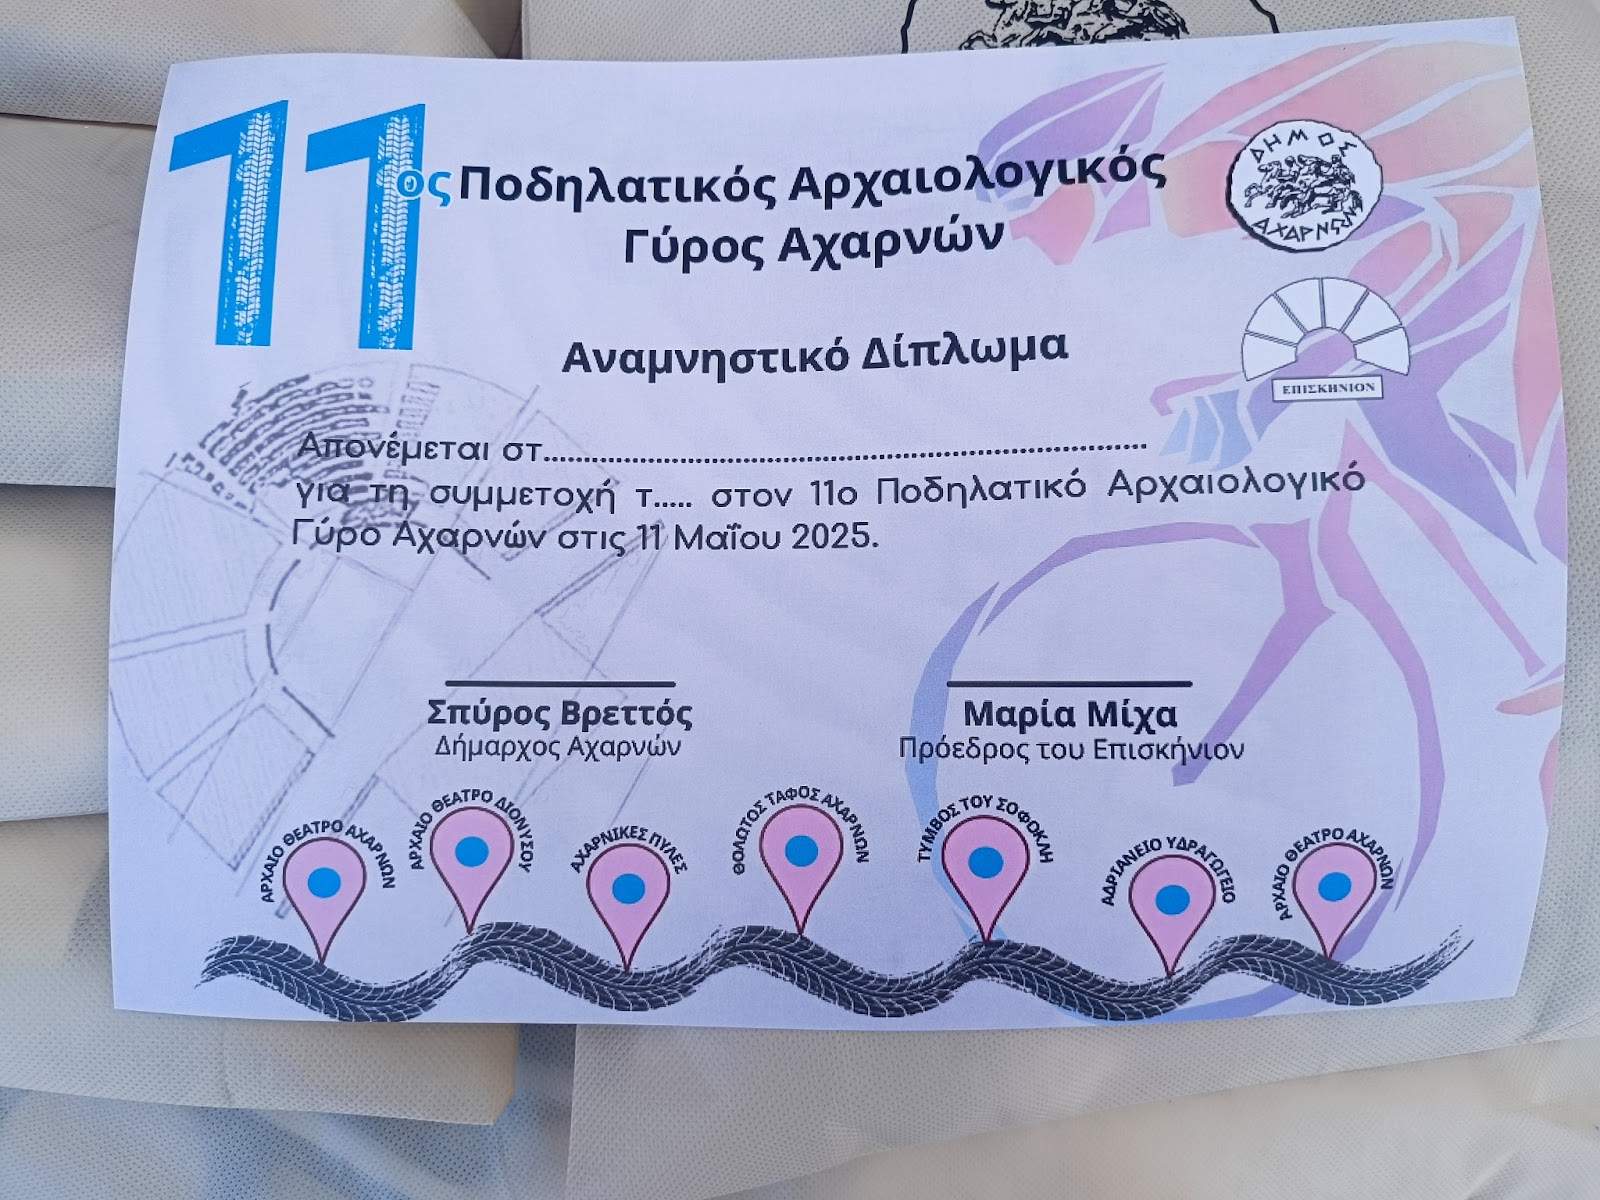 11ος Ποδηλατικός Αρχαιολογικός
Γύρος Αχαρνών
ΔΗΜΟΣ
ΑΧΑΡΝΩΝ
ΕΠΙΣΚΗΝΙΟΝ
Αναμνηστικό Δίπλωμα
Απονέμεται στ..........................................................................
για τη συμμετοχή τ..... στον 11ο Ποδηλατικό Αρχαιολογικό
Γύρο Αχαρνών στις 11 Μαΐου 2025.
Σπύρος Βρεττός
Δήμαρχος Αχαρνών
Μαρία Μίχα
Πρόεδρος του Επισκήνιον
ΑΡΧΑΙΟ ΘΕΑΤΡΟ ΑΧΑΡΝΩΝ
ΑΡΧΑΙΟ ΘΕΑΤΡΟ ΔΙΟΝΥΣΟΥ
ΑΧΑΡΝΙΚΕΣ ΠΥΛΕΣ
ΘΟΛΩΤΟΣ ΤΑΦΟΣ ΑΧΑΡΝΩΝ
ΤΥΜΒΟΣ ΤΟΥ ΣΟΦΟΚΛΗ
ΑΔΡΙΑΝΕΙΟ ΥΔΡΑΓΩΓΕΙΟ
ΑΡΧΑΙΟ ΘΕΑΤΡΟ ΑΧΑΡΝΩΝ